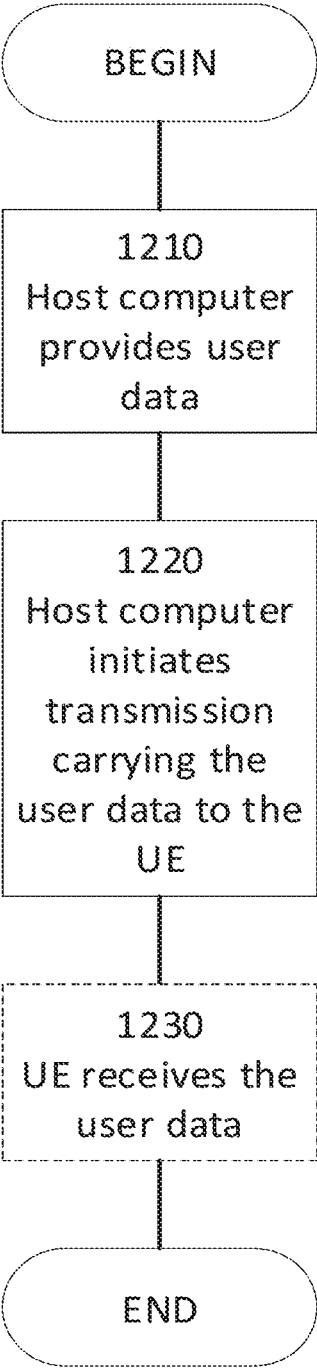 BEGIN
1210
Host computer
provides user
data
1220
Host computer
initiates
transmission
carrying the
user data to the
UE
1230
UE receives the
user data
END